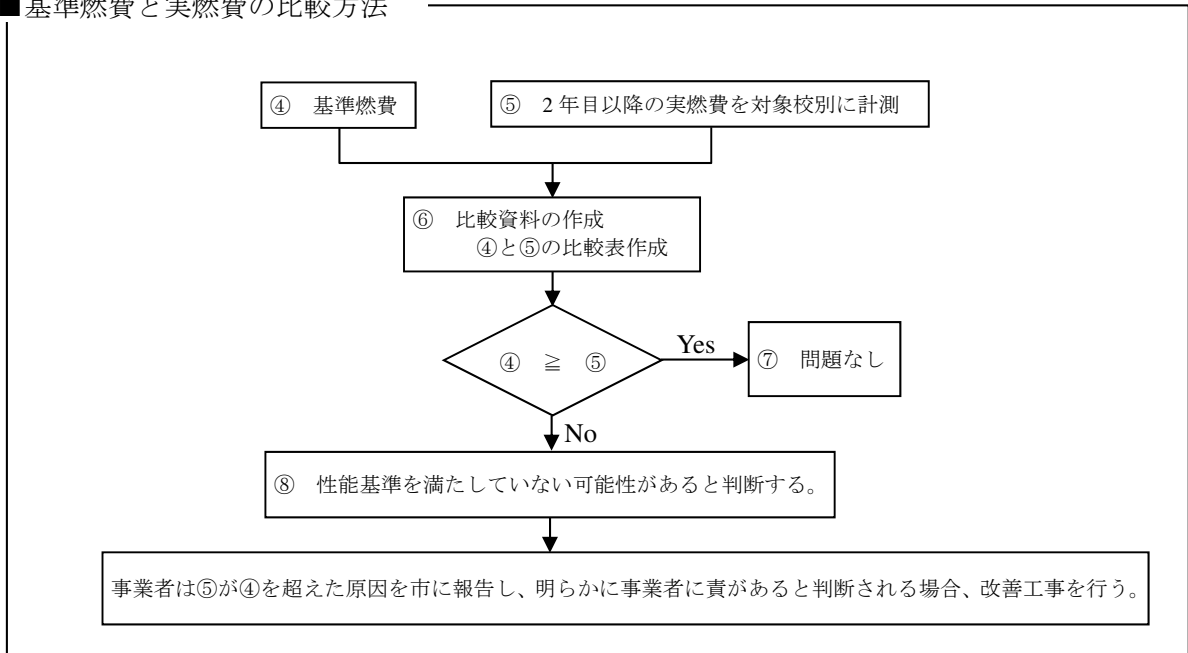 ■基準燃費と実燃費の比較方法
④ 基準燃費
⑤ 2年目以降の実燃費を対象校別に計測
⑥ 比較資料の作成
④と⑤の比較表作成
④ ≧ ⑤
Yes
⑦ 問題なし
No
⑧ 性能基準を満たしていない可能性があると判断する。
事業者は⑤が④を超えた原因を市に報告し、明らかに事業者に責があると判断される場合、改善工事を行う。